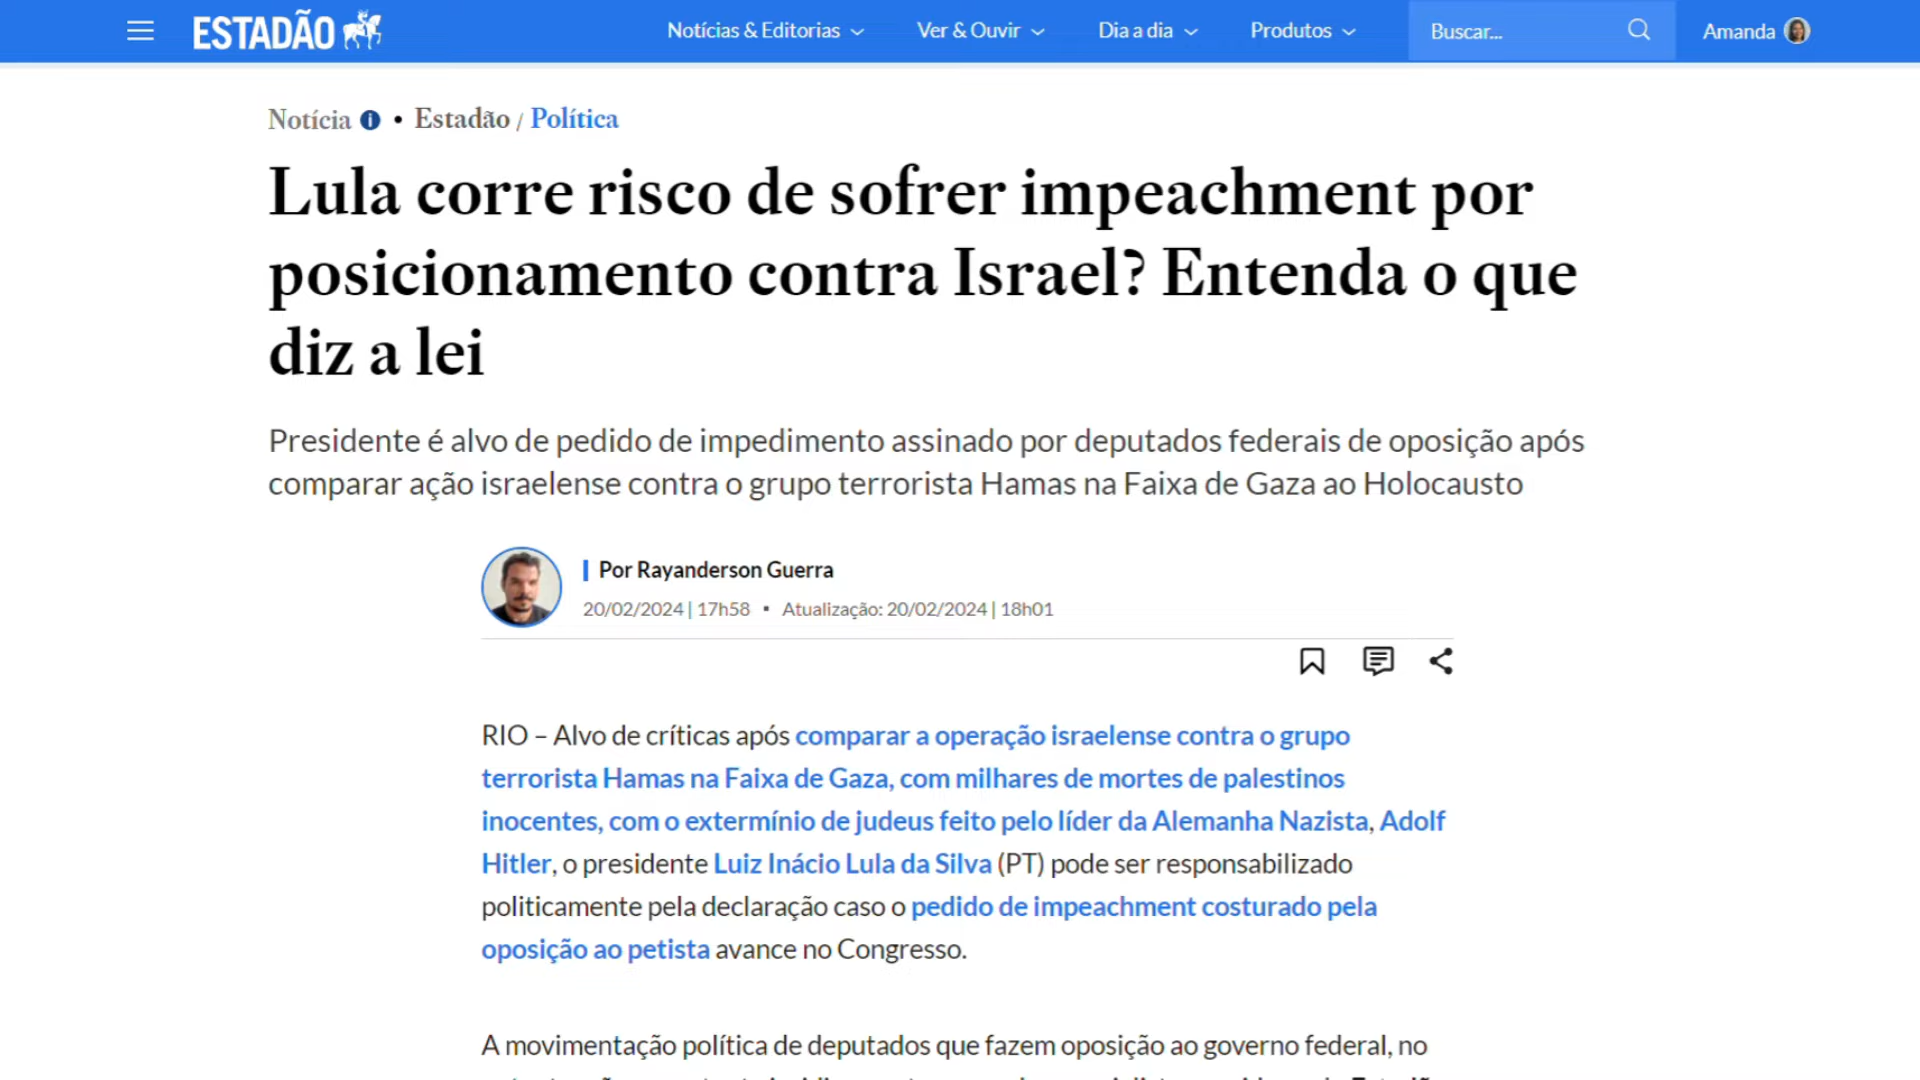 ESTADÃO
Notícias & Editorias
Ver & Ouvir
Dia a dia
Produtos
Buscar...
Amanda
Notícia i • Estadão / Política
Lula corre risco de sofrer impeachment por
posicionamento contra Israel? Entenda o que
diz a lei
Presidente é alvo de pedido de impedimento assinado por deputados federais de oposição após
comparar ação israelense contra o grupo terrorista Hamas na Faixa de Gaza ao Holocausto
Por Rayanderson Guerra
20/02/2024 | 17h58 • Atualização: 20/02/2024 | 18h01
RIO – Alvo de críticas após comparar a operação israelense contra o grupo
terrorista Hamas na Faixa de Gaza, com milhares de mortes de palestinos
inocentes, com o extermínio de judeus feito pelo líder da Alemanha Nazista, Adolf
Hitler, o presidente Luiz Inácio Lula da Silva (PT) pode ser responsabilizado
politicamente pela declaração caso o pedido de impeachment costurado pela
oposição ao petista avance no Congresso.
A movimentação política de deputados que fazem oposição ao governo federal, no